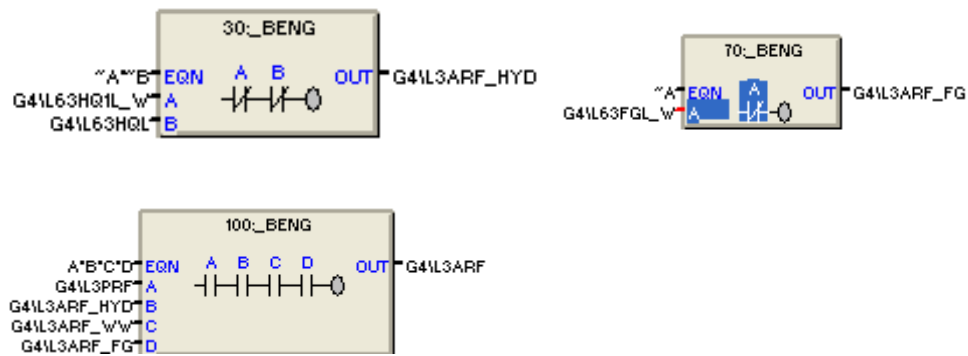 30:_BENG
~A*~B EQN A B OUT G4\L3ARF_HYD
G4\L63HQ1L_W A
G4\L63HQL B
70:_BENG
~A EQN A OUT G4\L3ARF_FG
G4\L63FGL_W A
100:_BENG
A*B*C*D EQN A B C D OUT G4\L3ARF
G4\L3PRF A
G4\L3ARF_HYD B
G4\L3ARF_WW C
G4\L3ARF_FG D